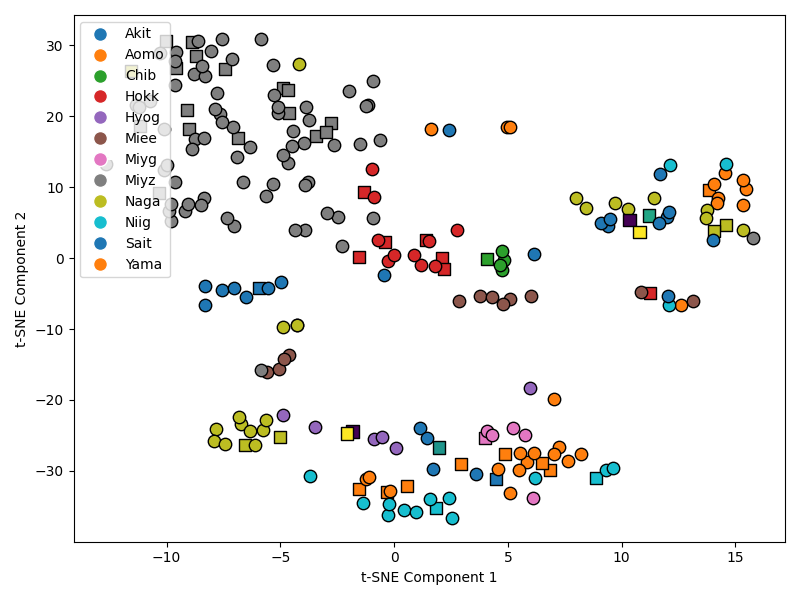 Akit
Aomo
Chib
Hokk
Hyog
Miee
Miyg
Miyz
Naga
Niig
Sait
Yama
30
20
10
0
−10
−20
−30
t-SNE Component 2
−10
−5
0
5
10
15
t-SNE Component 1